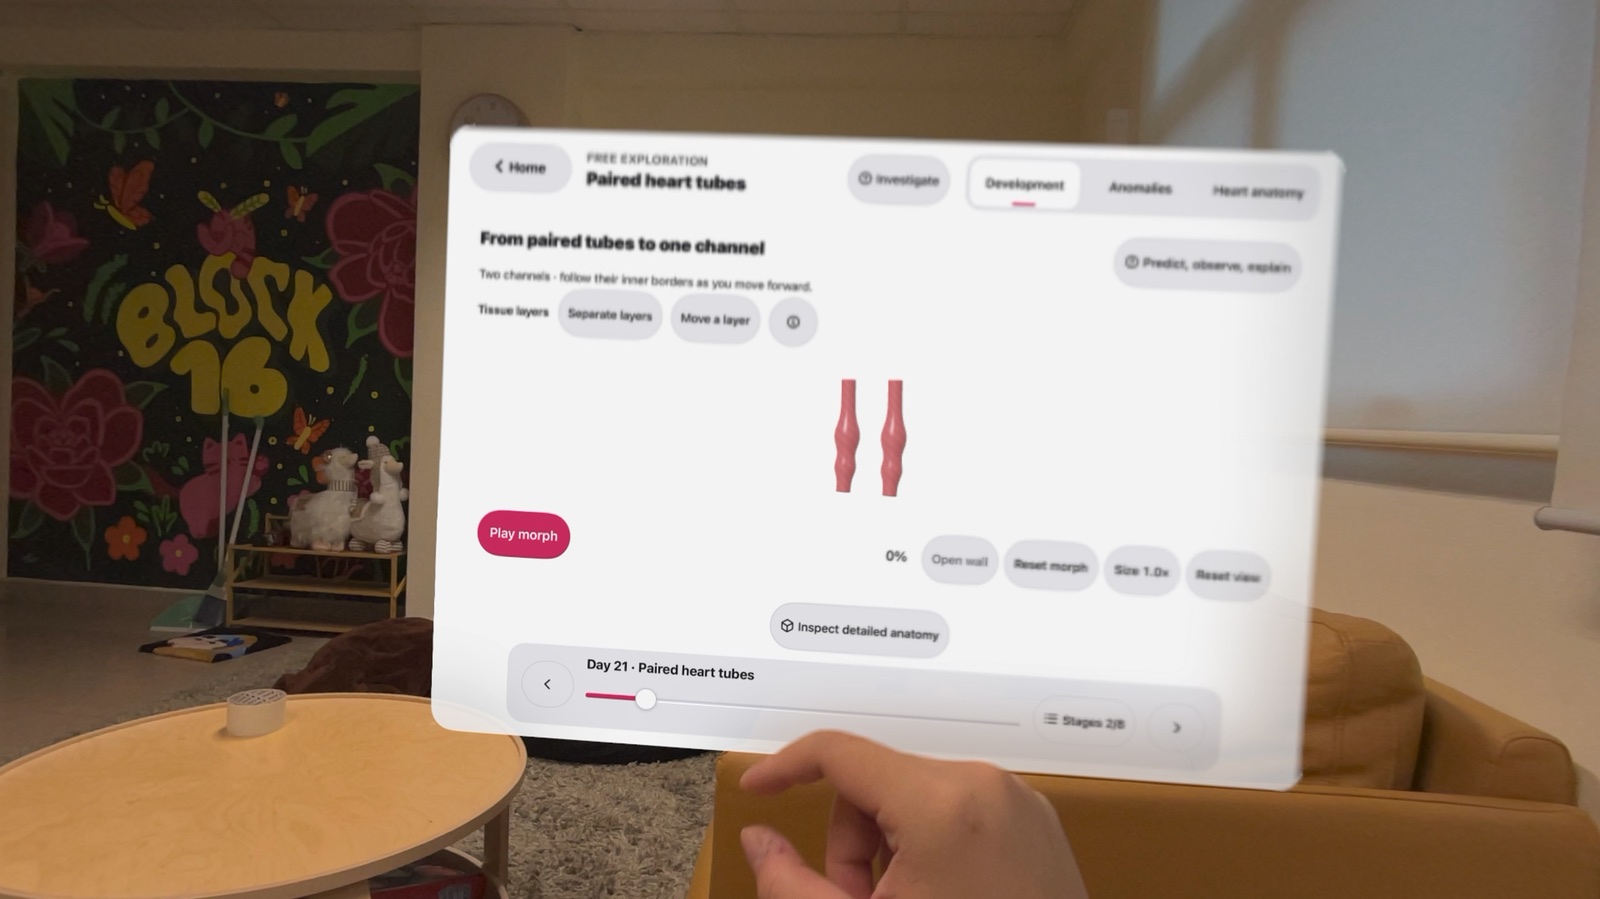 BLOCK
16
Home
FREE EXPLORATION
Paired heart tubes
Investigate
Development
Anomalies
Heart anatomy
From paired tubes to one channel
Predict, observe, explain
Two channels · follow their inner borders as you move forward.
Tissue layers
Separate layers
Move a layer
Play morph
0%
Open wall
Reset morph
Size 1.0x
Reset view
Inspect detailed anatomy
Day 21 · Paired heart tubes
Stages 2/8